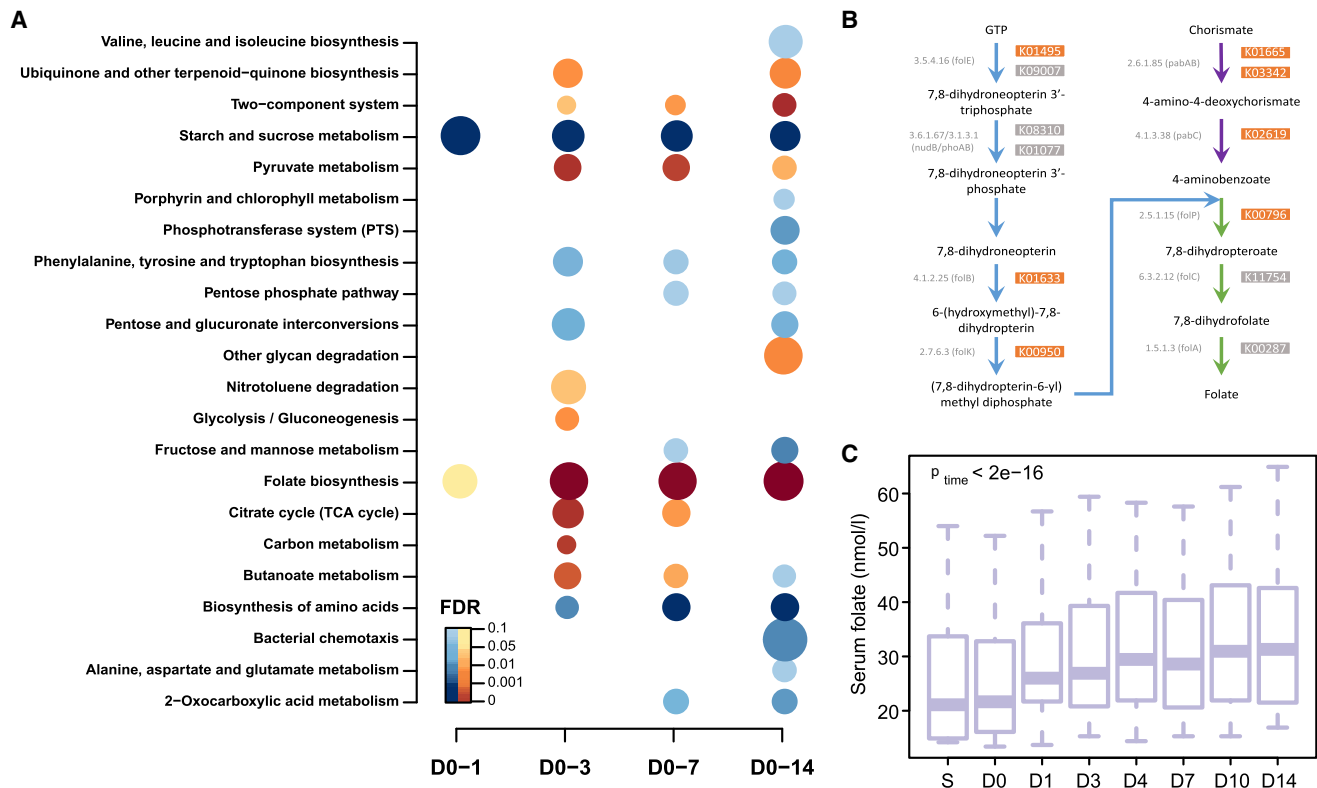 A
Valine, leucine and isoleucine biosynthesis
Ubiquinone and other terpenoid−quinone biosynthesis
Two−component system
Starch and sucrose metabolism
Pyruvate metabolism
Porphyrin and chlorophyll metabolism
Phosphotransferase system (PTS)
Phenylalanine, tyrosine and tryptophan biosynthesis
Pentose phosphate pathway
Pentose and glucuronate interconversions
Other glycan degradation
Nitrotoluene degradation
Glycolysis / Gluconeogenesis
Fructose and mannose metabolism
Folate biosynthesis
Citrate cycle (TCA cycle)
Carbon metabolism
Butanoate metabolism
Biosynthesis of amino acids
Bacterial chemotaxis
Alanine, aspartate and glutamate metabolism
2−Oxocarboxylic acid metabolism
FDR
0.1
0.05
0.01
0.001
0
D0−1
D0−3
D0−7
D0−14
B
GTP
3.5.4.16 (folE)
K01495
K09007
7,8-dihydroneopterin 3’-
triphosphate
3.6.1.67/3.1.3.1
(nudB/phoAB)
K08310
K01077
7,8-dihydroneopterin 3’-
phosphate
7,8-dihydroneopterin
4.1.2.25 (folB)
K01633
6-(hydroxymethyl)-7,8-
dihydropterin
2.7.6.3 (folK)
K00950
(7,8-dihydropterin-6-yl)
methyl diphosphate
Chorismate
2.6.1.85 (pabAB)
K01665
K03342
4-amino-4-deoxychorismate
4.1.3.38 (pabC)
K02619
4-aminobenzoate
2.5.1.15 (folP)
K00796
7,8-dihydropteroate
6.3.2.12 (folC)
K11754
7,8-dihydrofolate
1.5.1.3 (folA)
K00287
Folate
C
p time < 2e−16
Serum folate (nmol/l)
60
50
40
30
20
S
D0
D1
D3
D4
D7
D10
D14